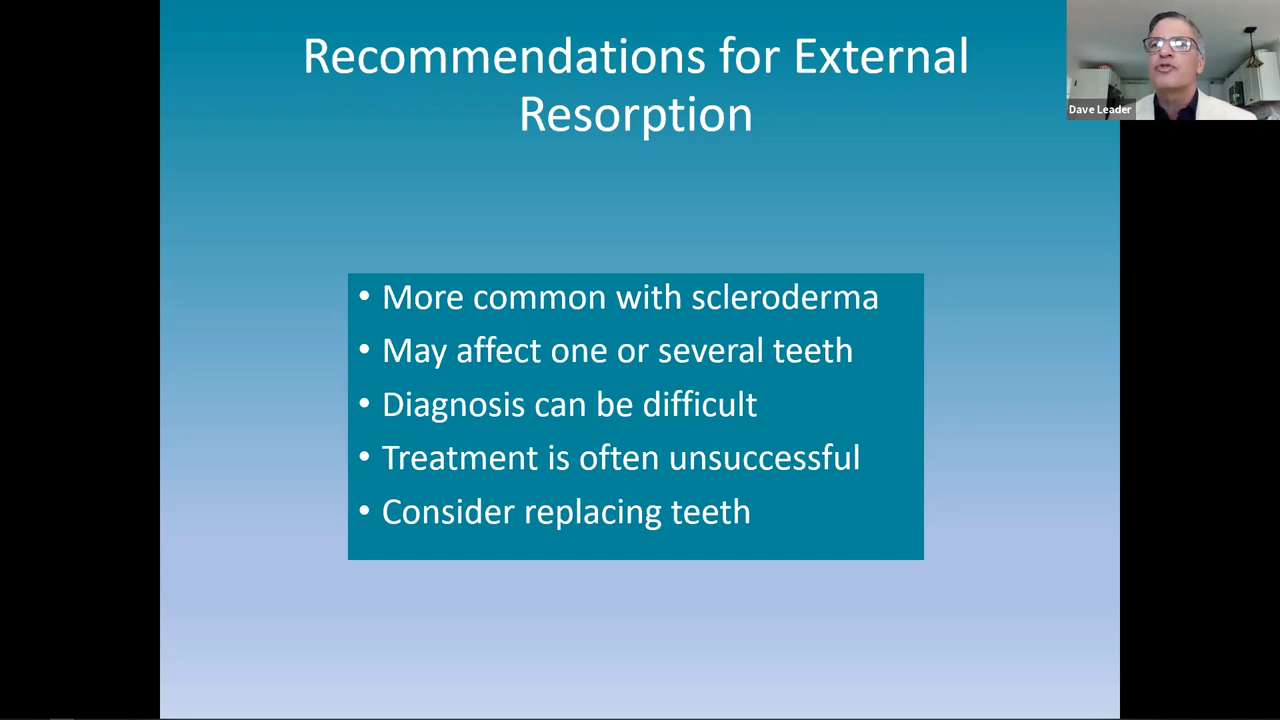 Recommendations for External
Resorption
Dave Leader
• More common with scleroderma
• May affect one or several teeth
• Diagnosis can be difficult
• Treatment is often unsuccessful
• Consider replacing teeth